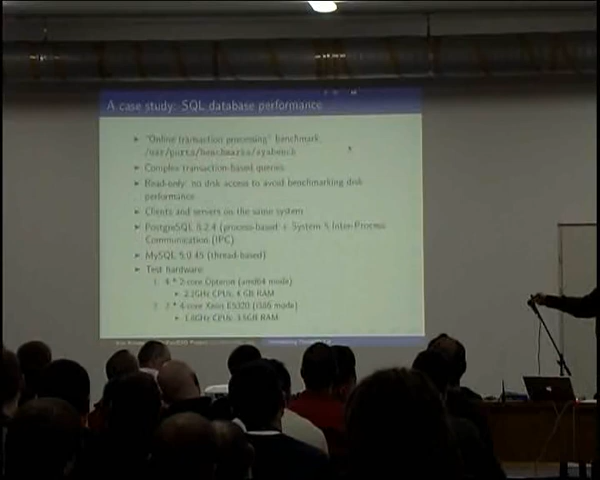 A case study: SQL database performance
"Online transaction processing" benchmark
/usr/ports/benchmarks/sysbench
Complex transaction-based queries
Read-only: no disk access to avoid benchmarking disk
performance
Clients and servers on the same system
PostgreSQL 8.2.4 (process-based + System V Inter-Process
Communication (IPC)
MySQL 5.0.45 (thread-based)
Test hardware:
1. 4 * 2-core Opteron (amd64 mode)
2.2GHz CPUs, 4 GB RAM
2. 2 * 4-core Xeon E5320 (i386 mode)
1.8GHz CPUs, 3.5GB RAM